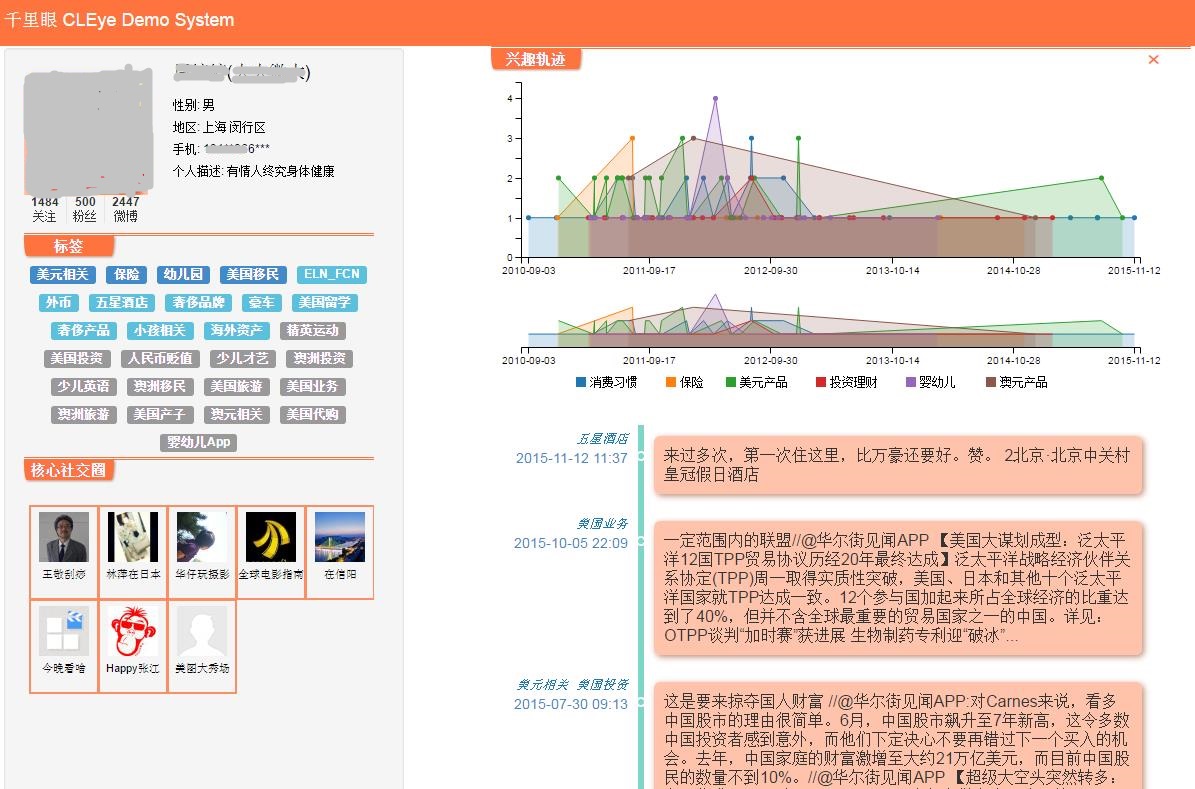 千里眼 CLEye Demo System
性别: 男
地区: 上海 闵行区
手机: 6***
个人描述: 有情人终究身体健康
1484 500 2447
关注 粉丝 微博
标签
美元相关 保险 幼儿园 美国移民 ELN_FCN
外币 五星酒店 奢侈品牌 豪车 美国留学
奢侈产品 小孩相关 海外资产 精英运动
美国投资 人民币贬值 少儿才艺 澳洲投资
少儿英语 澳洲移民 美国旅游 美国业务
澳洲旅游 美国产子 澳元相关 美国代购
婴幼儿App
核心社交圈
王敬刮痧 林萍在日本 华仔玩摄影 全球电影指南 在信阳
今晚看啥 Happy张江 美图大秀场
兴趣轨迹
×
4
3
2
1
0
2010-09-03 2011-09-17 2012-09-30 2013-10-14 2014-10-28 2015-11-12
2010-09-03 2011-09-17 2012-09-30 2013-10-14 2014-10-28 2015-11-12
消费习惯 保险 美元产品 投资理财 婴幼儿 澳元产品
五星酒店
2015-11-12 11:37
来过多次，第一次住这里，比万豪还要好。赞。 2北京·北京中关村
皇冠假日酒店
美国业务
2015-10-05 22:09
一定范围内的联盟//@华尔街见闻APP 【美国大谋划成型：泛太平
洋12国TPP贸易协议历经20年最终达成】泛太平洋战略经济伙伴关
系协定(TPP)周一取得实质性突破，美国、日本和其他十个泛太平
洋国家就TPP达成一致。12个参与国加起来所占全球经济的比重达
到了40%，但并不含全球最重要的贸易国家之一的中国。详见：
OTPP谈判“加时赛”获进展 生物制药专利迎“破冰”...
美元相关 美国投资
2015-07-30 09:13
这是要来掠夺国人财富 //@华尔街见闻APP:对Carnes来说，看多
中国股市的理由很简单。6月，中国股市飙升至7年新高，这令多数
中国投资者感到意外，而他们下定决心不要再错过下一个买入的机
会。去年，中国家庭的财富激增至大约21万亿美元，而目前中国股
民的数量不到10%。//@华尔街见闻APP 【超级大空头突然转多：